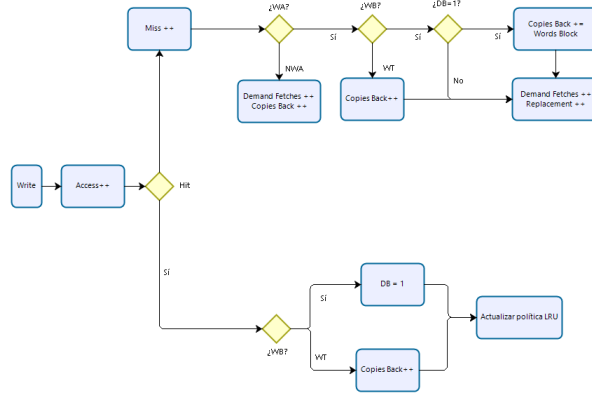 ¿WA?
¿WB?
¿DB=1?
Miss ++
Sí
Sí
Sí
Copies Back +=
Words Block
NWA
WT
No
Demand Fetches ++
Copies Back ++
Copies Back++
Demand Fetches ++
Replacement ++
Write
Access++
Hit
Sí
Sí
DB = 1
Actualizar política LRU
¿WB?
WT
Copies Back++